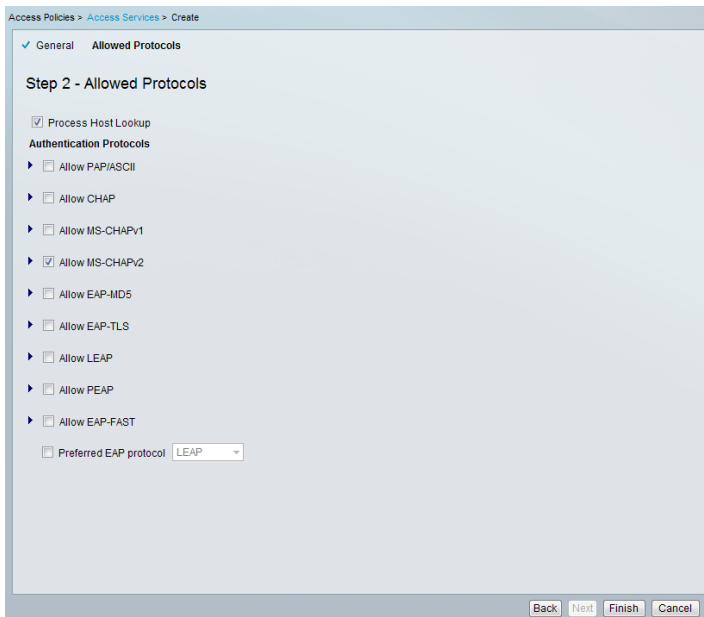 Access Policies > Access Services > Create
General Allowed Protocols
Step 2 - Allowed Protocols
Process Host Lookup
Authentication Protocols
Allow PAP/ASCII
Allow CHAP
Allow MS-CHAPv1
Allow MS-CHAPv2
Allow EAP-MD5
Allow EAP-TLS
Allow LEAP
Allow PEAP
Allow EAP-FAST
Preferred EAP protocol LEAP
Back Next Finish Cancel